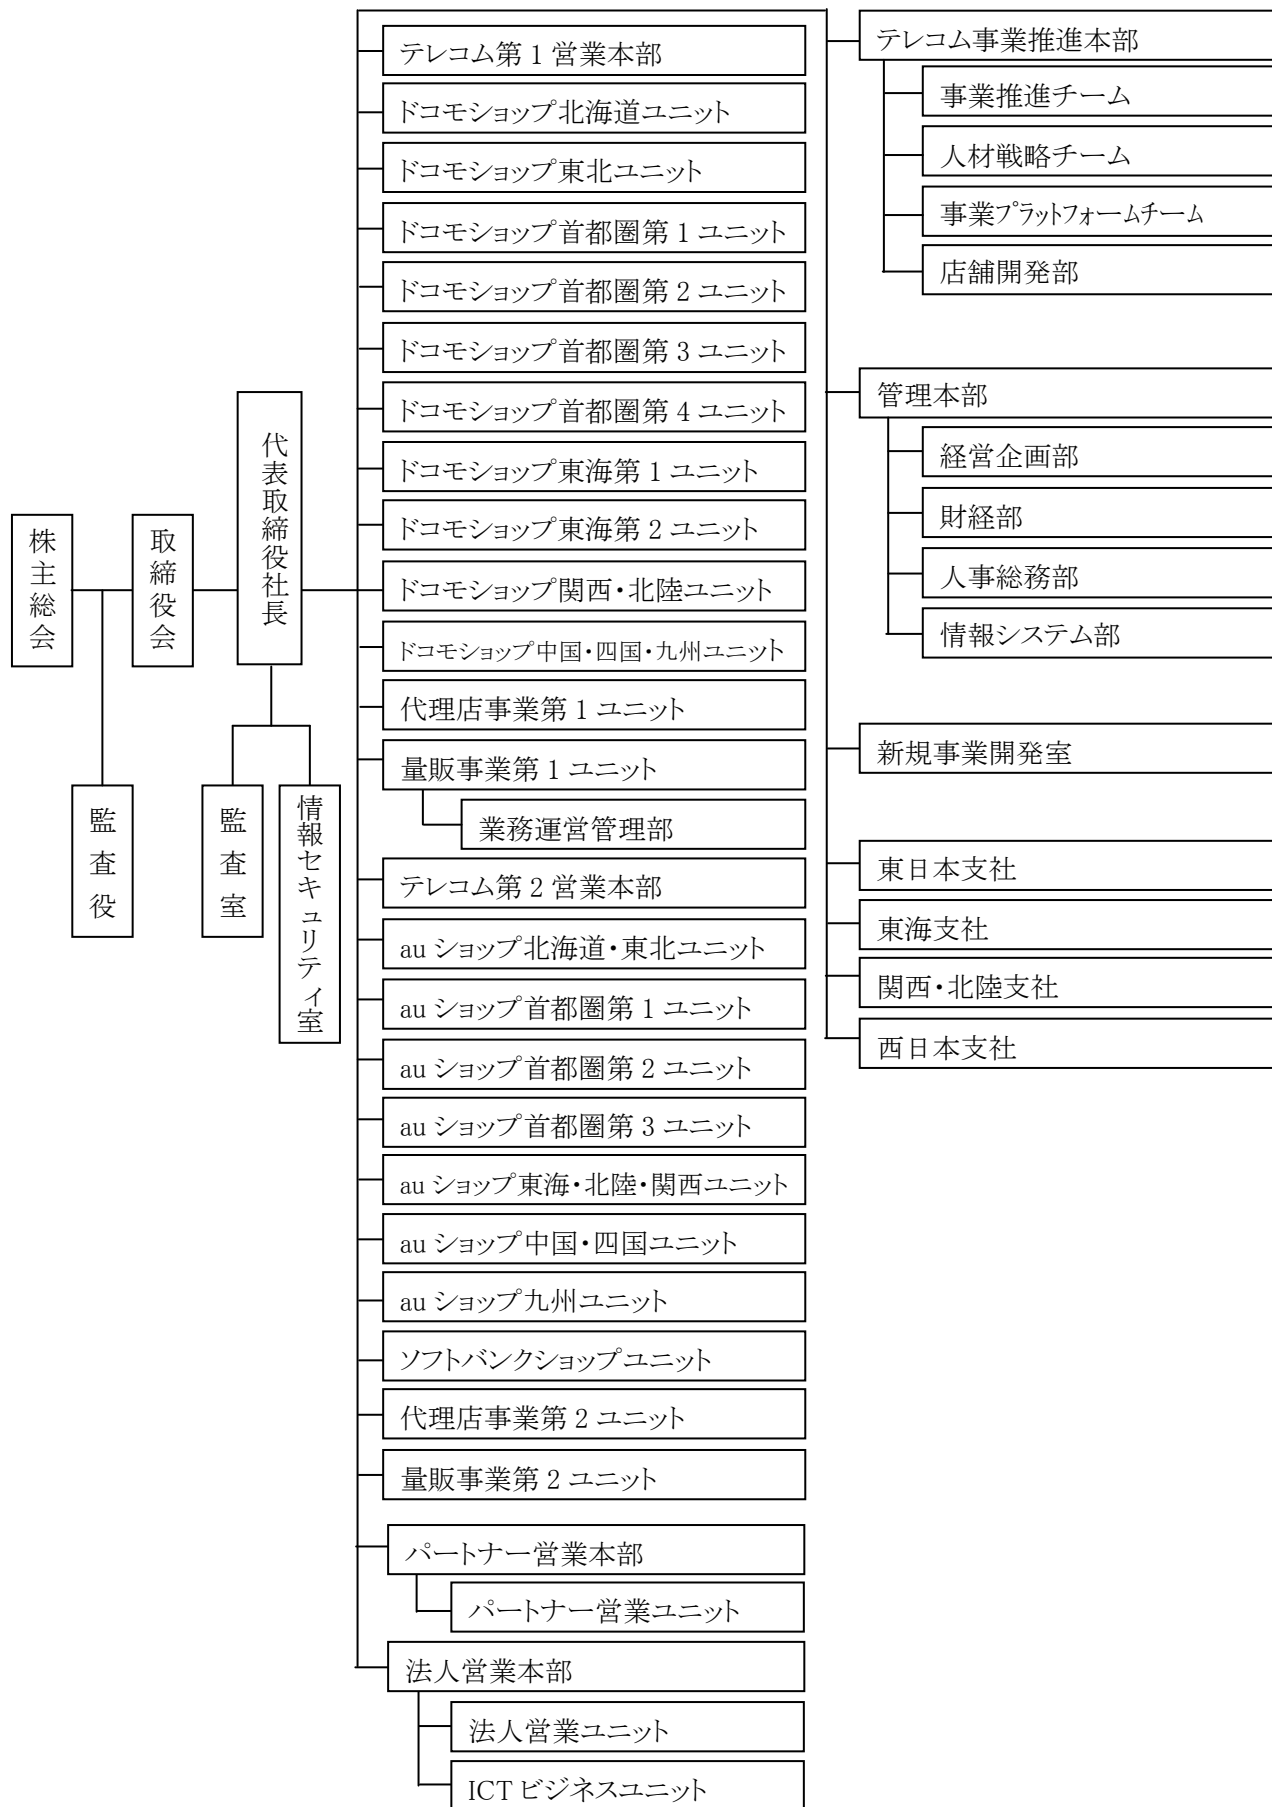 株主総会
監査役
取締役会
代表取締役社長
監査室
情報セキュリティ室
テレコム第1営業本部
ドコモショップ北海道ユニット
ドコモショップ東北ユニット
ドコモショップ首都圏第1ユニット
ドコモショップ首都圏第2ユニット
ドコモショップ首都圏第3ユニット
ドコモショップ首都圏第4ユニット
ドコモショップ東海第1ユニット
ドコモショップ東海第2ユニット
ドコモショップ関西・北陸ユニット
ドコモショップ中国・四国・九州ユニット
代理店事業第1ユニット
量販事業第1ユニット
業務運営管理部
テレコム第2営業本部
auショップ北海道・東北ユニット
auショップ首都圏第1ユニット
auショップ首都圏第2ユニット
auショップ首都圏第3ユニット
auショップ東海・北陸・関西ユニット
auショップ中国・四国ユニット
auショップ九州ユニット
ソフトバンクショップユニット
代理店事業第2ユニット
量販事業第2ユニット
パートナー営業本部
パートナー営業ユニット
法人営業本部
法人営業ユニット
ICTビジネスユニット
テレコム事業推進本部
事業推進チーム
人材戦略チーム
事業プラットフォームチーム
店舗開発部
管理本部
経営企画部
財経部
人事総務部
情報システム部
新規事業開発室
東日本支社
東海支社
関西・北陸支社
西日本支社